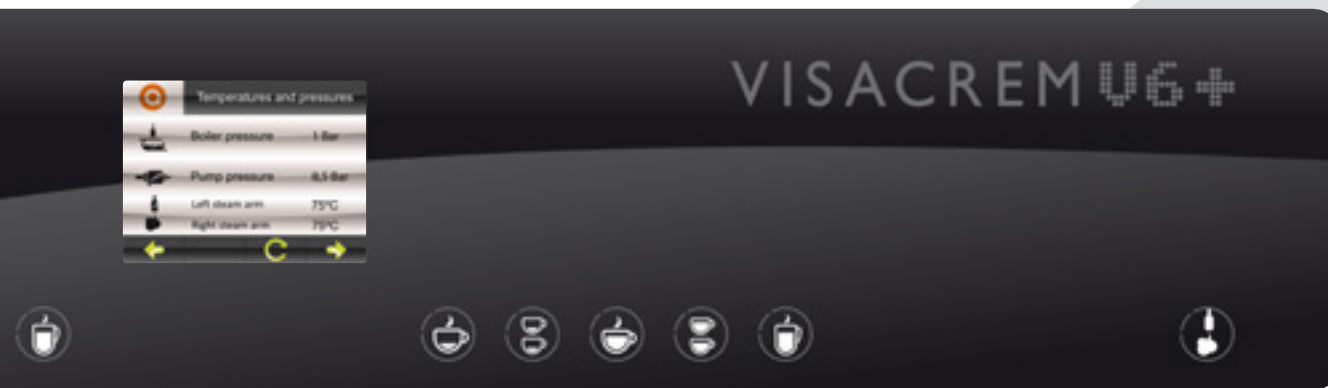 VISACREM V6+
Temperatures and pressures
Boiler pressure 1 Bar
Pump pressure 8,5 Bar
Left steam arm 75°C
Right steam arm 75°C